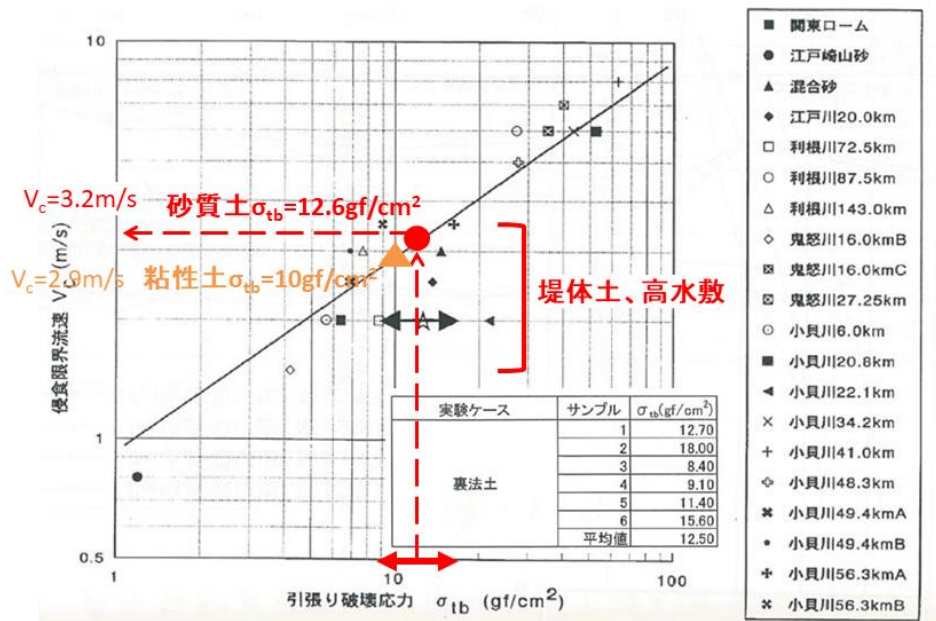 10
1
0.5
1
10
100
侵食限界流速 Vc (m/s)
引張り破壊応力 σtb (gf/cm²)
Vc=3.2m/s
砂質土σtb=12.6gf/cm²
Vc=2.9m/s
粘性土σtb=10gf/cm²
堤体土、高水敷
実験ケース サンプル σtb(gf/cm²)
裏法土
1 12.70
2 18.00
3 8.40
4 9.10
5 11.40
6 15.60
平均値 12.50
関東ローム
江戸崎山砂
混合砂
江戸川20.0km
利根川72.5km
利根川87.5km
利根川143.0km
鬼怒川16.0kmB
鬼怒川16.0kmC
鬼怒川27.25km
小貝川6.0km
小貝川20.8km
小貝川22.1km
小貝川34.2km
小貝川41.0km
小貝川48.3km
小貝川49.4kmA
小貝川49.4kmB
小貝川56.3kmA
小貝川56.3kmB